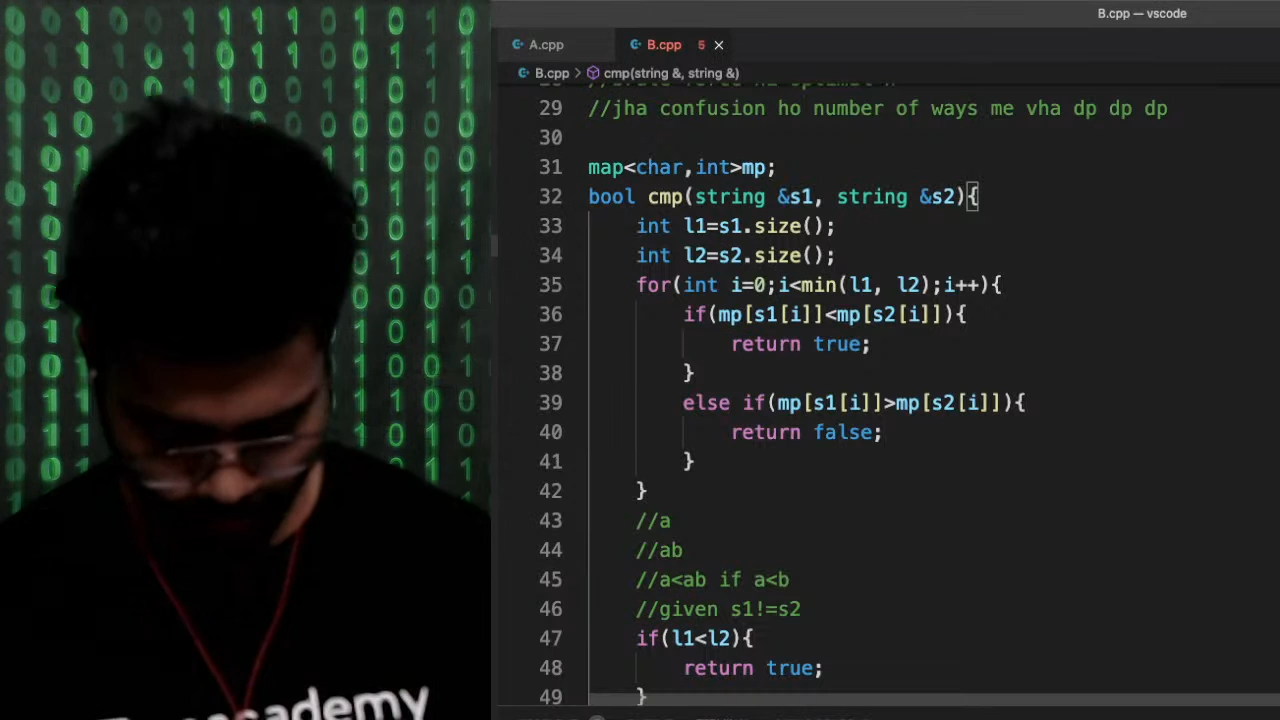 B.cpp — vscode
A.cpp
B.cpp 5
B.cpp > cmp(string &, string &)
29 //jha confusion ho number of ways me vha dp dp dp
30
31 map<char,int>mp;
32 bool cmp(string &s1, string &s2){
33 int l1=s1.size();
34 int l2=s2.size();
35 for(int i=0;i<min(l1, l2);i++){
36 if(mp[s1[i]]<mp[s2[i]]){
37 return true;
38 }
39 else if(mp[s1[i]]>mp[s2[i]]){
40 return false;
41 }
42 }
43 //a
44 //ab
45 //a<ab if a<b
46 //given s1!=s2
47 if(l1<l2){
48 return true;
49 }